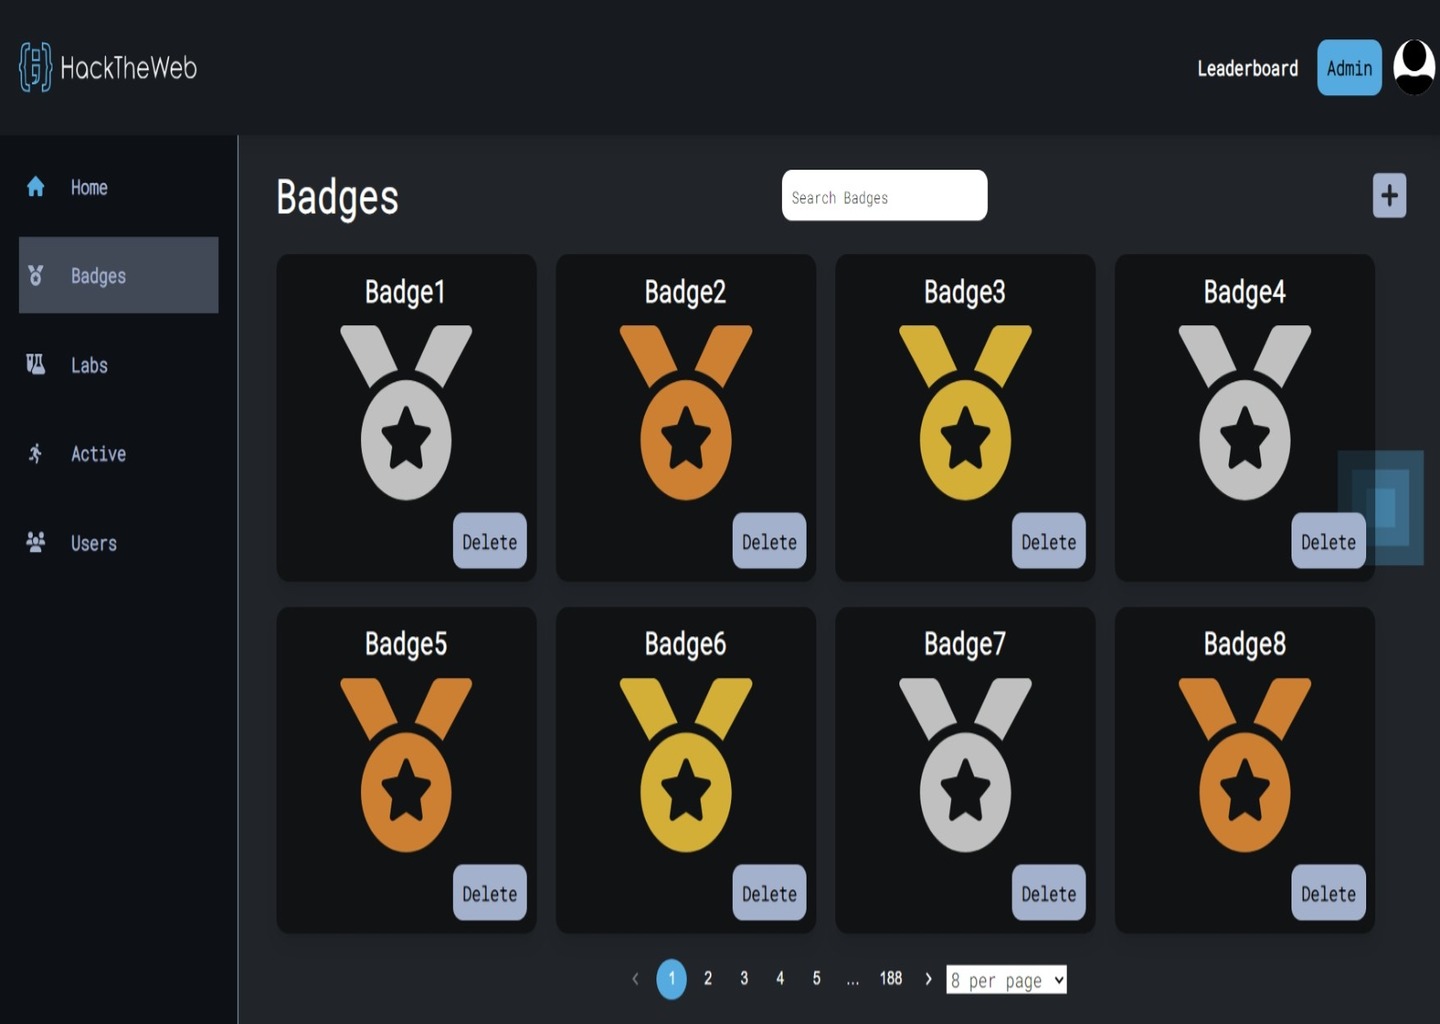 HackTheWeb
Leaderboard
Admin
Home
Badges
Labs
Active
Users
Badges
Search Badges
Badge1
Badge2
Badge3
Badge4
Delete
Delete
Delete
Delete
Badge5
Badge6
Badge7
Badge8
Delete
Delete
Delete
Delete
‹ 1 2 3 4 5 ... 188 › 8 per page